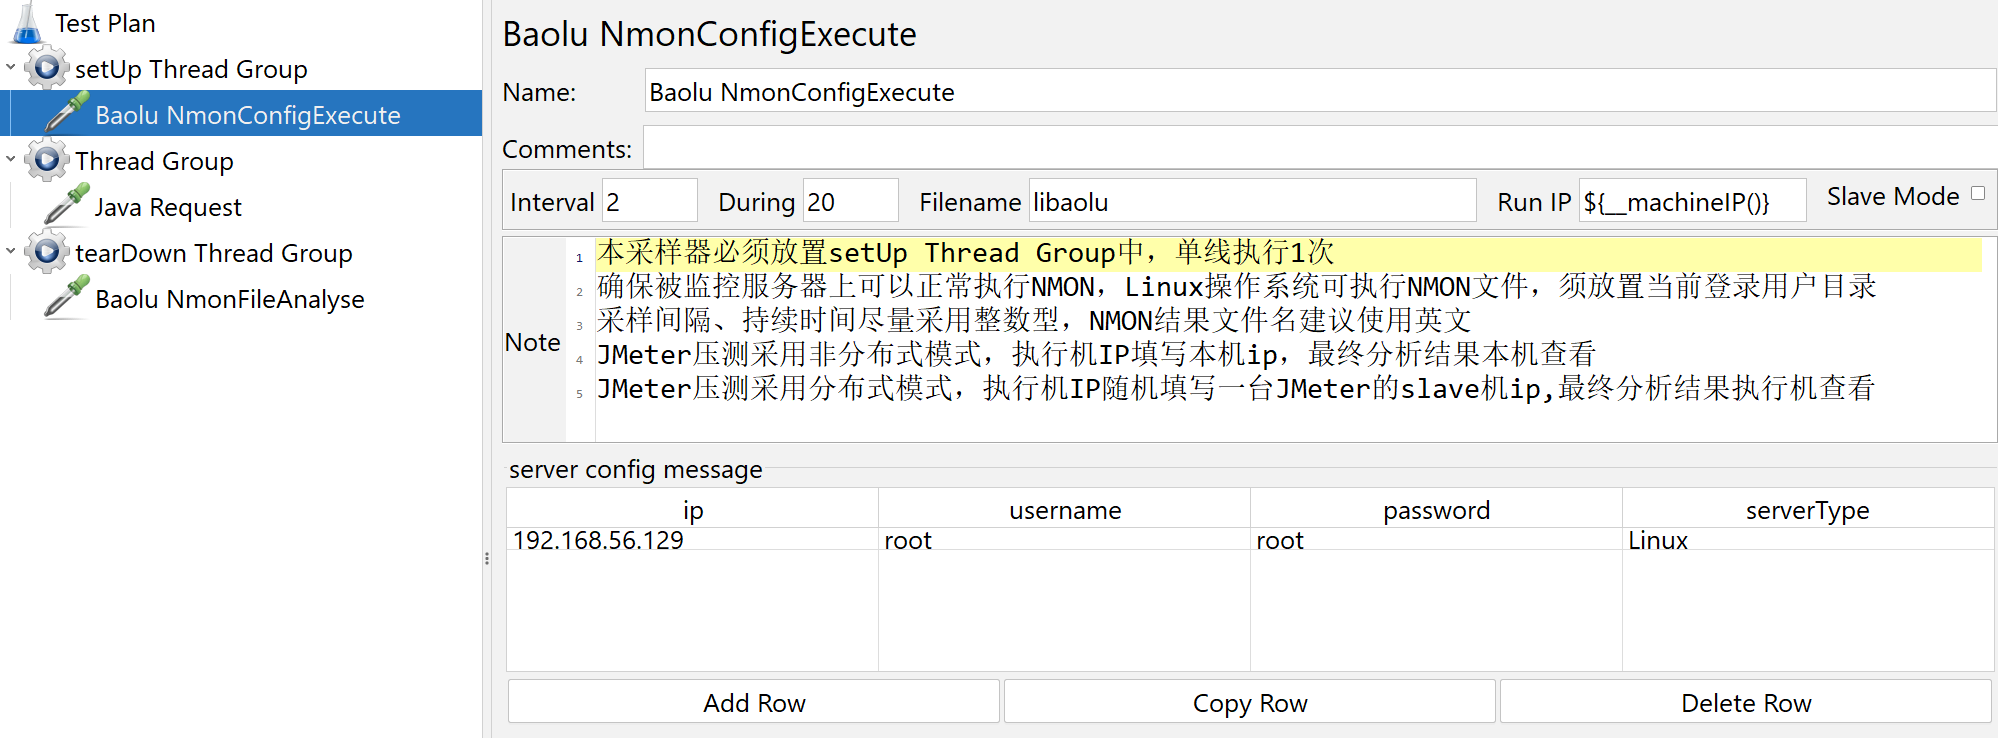 Test Plan
setUp Thread Group
Baolu NmonConfigExecute
Thread Group
Java Request
tearDown Thread Group
Baolu NmonFileAnalyse
Baolu NmonConfigExecute
Name: Baolu NmonConfigExecute
Comments:
Interval 2 During 20 Filename libaolu Run IP ${__machineIP()} Slave Mode
Note
1 本采样器必须放置setUp Thread Group中，单线执行1次
2 确保被监控服务器上可以正常执行NMON，Linux操作系统可执行NMON文件，须放置当前登录用户目录
3 采样间隔、持续时间尽量采用整数型，NMON结果文件名建议使用英文
4 JMeter压测采用非分布式模式，执行机IP填写本机ip，最终分析结果本机查看
5 JMeter压测采用分布式模式，执行机IP随机填写一台JMeter的slave机ip,最终分析结果执行机查看
server config message
ip username password serverType
192.168.56.129 root root Linux
Add Row Copy Row Delete Row